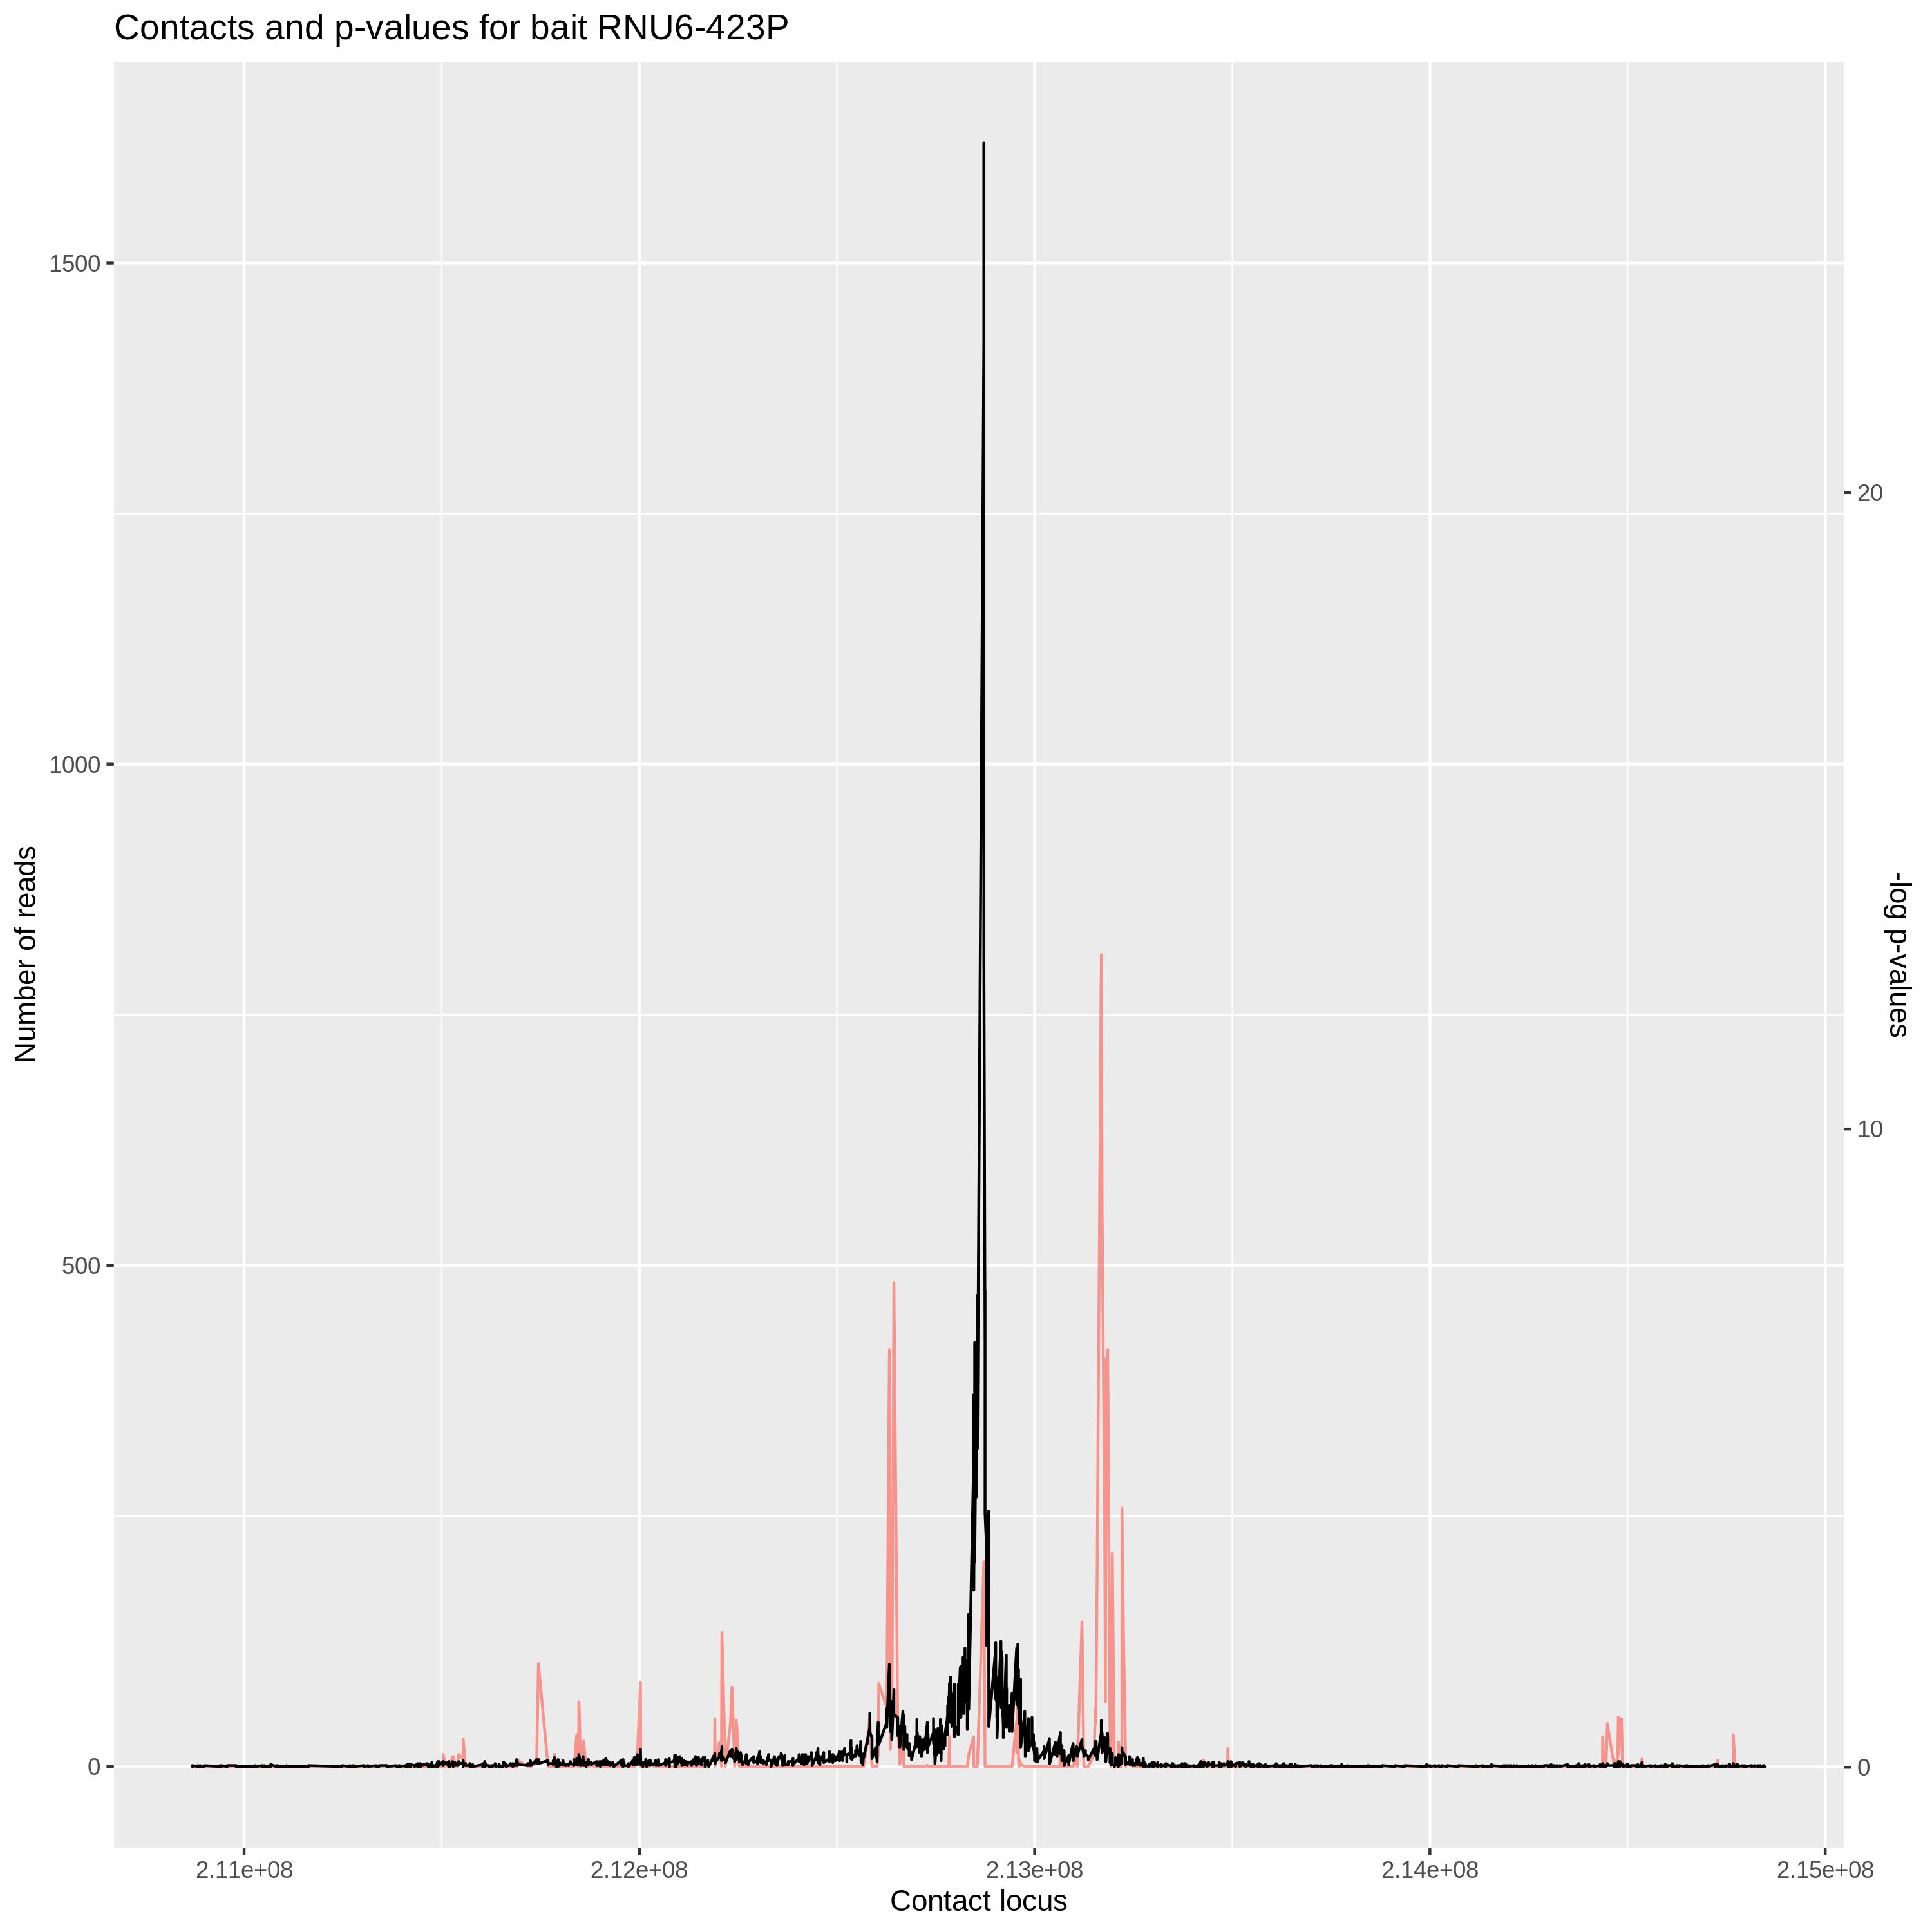 Contacts and p-values for bait RNU6-423P
1500
1000
500
0
Number of reads
20
10
0
-log p-values
2.11e+08
2.12e+08
2.13e+08
2.14e+08
2.15e+08
Contact locus